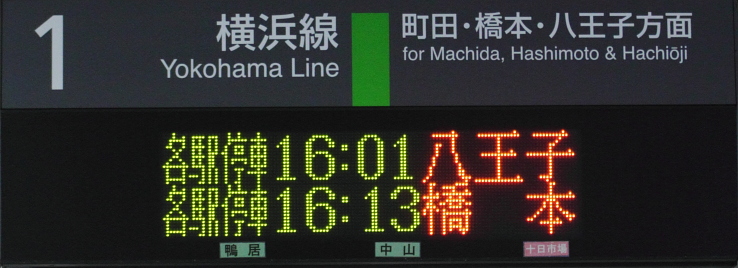 1
横浜線
Yokohama Line
町田・橋本・八王子方面
for Machida, Hashimoto & Hachiōji
各駅停車 16:01 八王子
各駅停車 16:13 橋本
鴨居 中山 十日市場